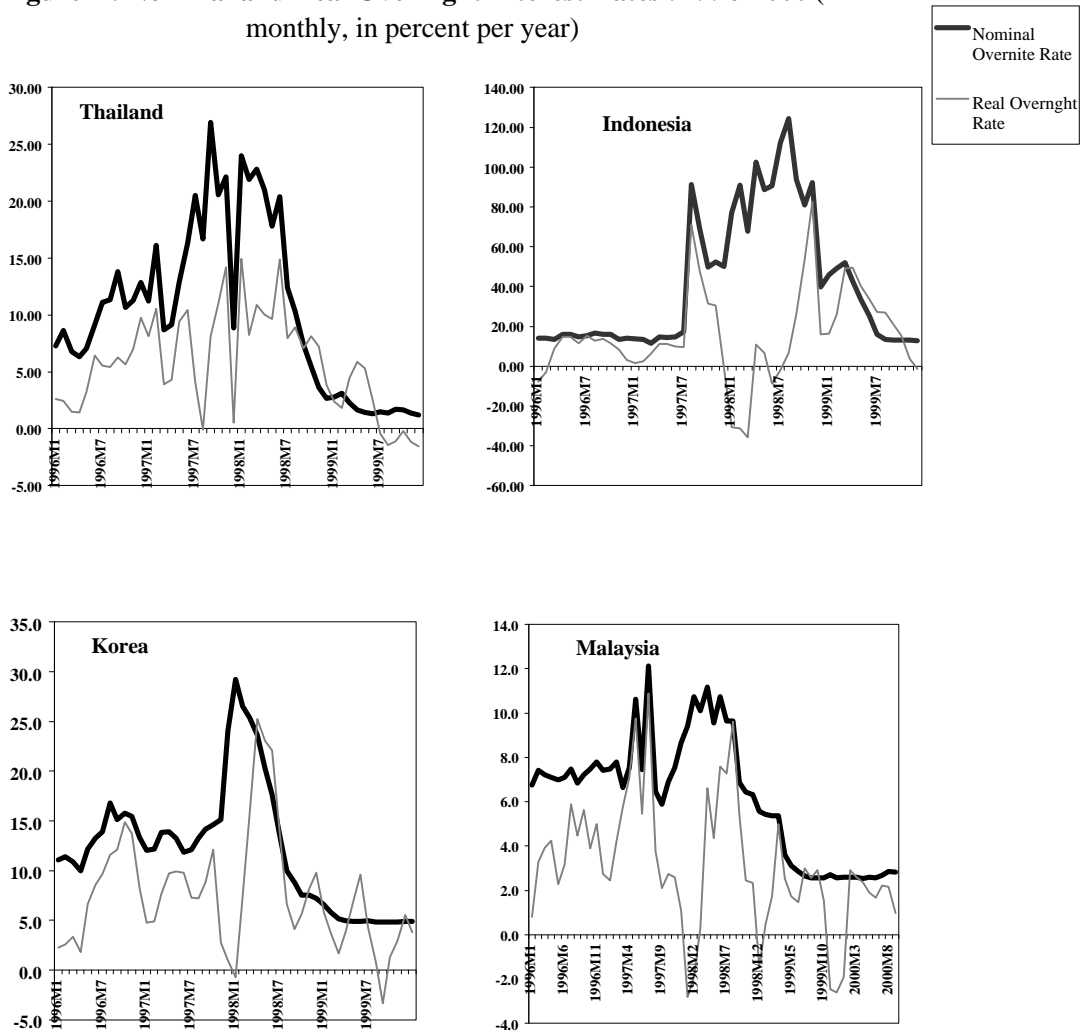 and Real Overnight Interest Rates
monthly, in percent per year)
Nominal
Overnite Rate
Real Overnght
Rate
Thailand
30.00
25.00
20.00
15.00
10.00
5.00
0.00
-5.00
1996M1
1996M7
1997M1
1997M7
1998M1
1998M7
1999M1
1999M7
Indonesia
140.00
120.00
100.00
80.00
60.00
40.00
20.00
0.00
-20.00
-40.00
-60.00
1996M1
1996M7
1997M1
1997M7
1998M1
1998M7
1999M1
1999M7
Korea
35.0
30.0
25.0
20.0
15.0
10.0
5.0
0.0
-5.0
1996M1
1996M7
1997M1
1997M7
1998M1
1998M7
1999M1
1999M7
Malaysia
14.0
12.0
10.0
8.0
6.0
4.0
2.0
0.0
-2.0
-4.0
1996M1
1996M6
1996M11
1997M4
1997M9
1998M2
1998M7
1998M12
1999M5
1999M10
2000M3
2000M8